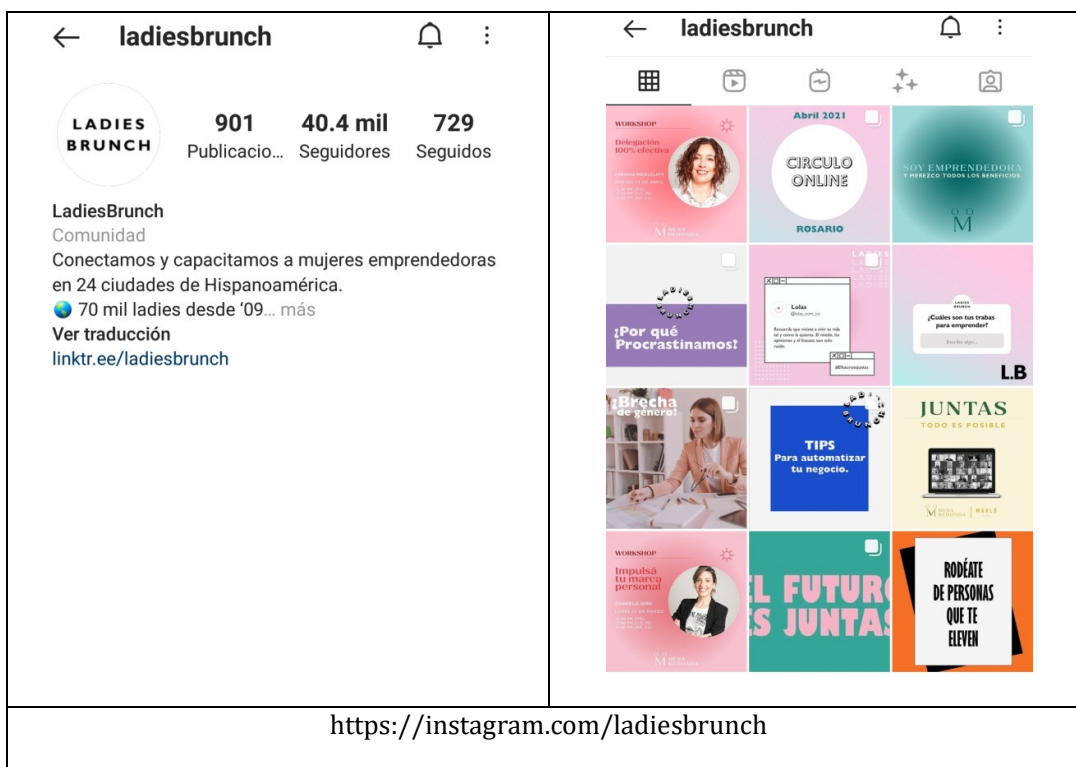 ladiesbrunch
LADIES
BRUNCH
901
40.4 mil
729
Publicacio...
Seguidores
Seguidos
LadiesBrunch
Comunidad
Conectamos y capacitamos a mujeres emprendedoras
en 24 ciudades de Hispanoamérica.
70 mil ladies desde ‘09... más
Ver traducción
linktr.ee/ladiesbrunch
ladiesbrunch
WORKSHOP
Delegación
100% efectiva
Abril 2021
CIRCULO
ONLINE
ROSARIO
SOY EMPRENDEDORA
Y MEREZCO TODOS LOS BENEFICIOS.
M
¿Por qué
Procrastinamos?
Lolas
¿Cuáles son tus trabas
para emprender?
L.B
¿Brecha
de género?
TIPS
Para automatizar
tu negocio.
JUNTAS
TODO ES POSIBLE
WORKSHOP
Impulsá
tu marca
personal
EL FUTURO
ES JUNTAS
RODÉATE
DE PERSONAS
QUE TE
ELEVEN
https://instagram.com/ladiesbrunch